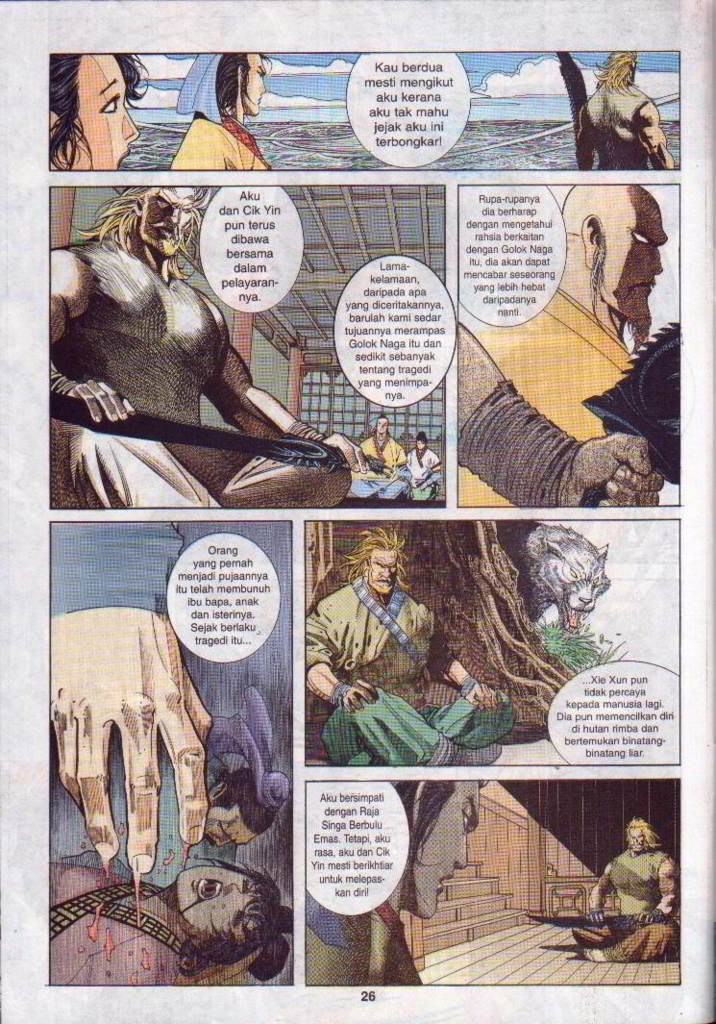 Kau berdua
mesti mengikut
aku kerana
aku tak mahu
jejak aku ini
terbongkar!
Aku
dan Cik Yin
pun terus
dibawa
bersama
dalam
pelayaran-
nya.
Lama-
kelamaan,
daripada apa
yang diceritakannya,
barulah kami sedar
tujuannya merampas
Golok Naga itu dan
sedikit sebanyak
tentang tragedi
yang menimpa-
nya.
Rupa-rupanya
dia berharap
dengan mengetahui
rahsia berkaitan
dengan Golok Naga
itu, dia akan dapat
mencabar seseorang
yang lebih hebat
daripadanya
nanti.
Orang
yang pernah
menjadi pujaannya
itu telah membunuh
ibu bapa, anak
dan isterinya.
Sejak berlaku
tragedi itu...
...Xie Xun pun
tidak percaya
kepada manusia lagi.
Dia pun memencilkan diri
di hutan rimba dan
bertemukan binatang-
binatang liar.
Aku bersimpati
dengan Raja
Singa Berbulu
Emas. Tetapi, aku
rasa, aku dan Cik
Yin mesti berikhtiar
untuk melepas-
kan diri!
26